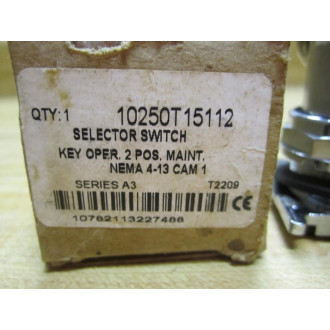 QTY: 1 10250T15112
SELECTOR SWITCH
KEY OPER. 2 POS. MAINT.
NEMA 4-13 CAM 1
SERIES A3 T2209
10782113227486
CE